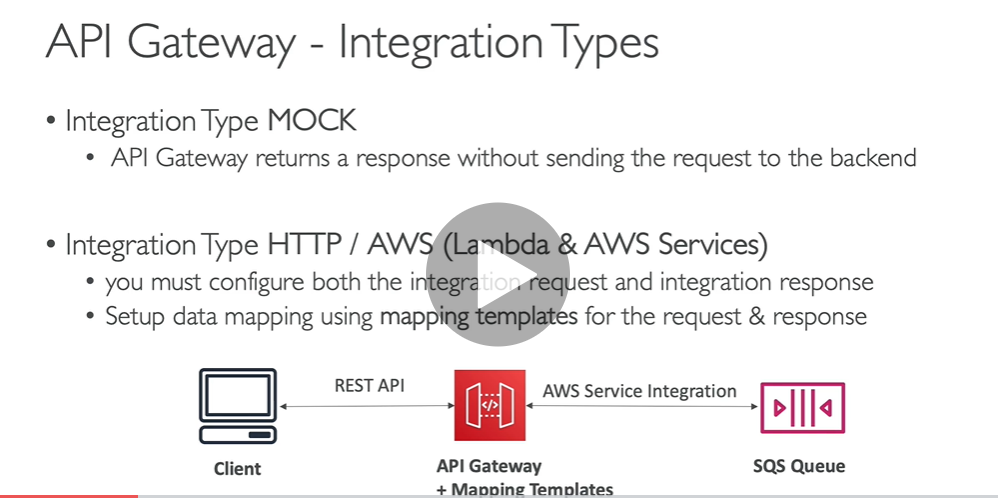 API Gateway - Integration Types
• Integration Type MOCK
• API Gateway returns a response without sending the request to the backend
• Integration Type HTTP / AWS (Lambda & AWS Services)
• you must configure both the integration request and integration response
• Setup data mapping using mapping templates for the request & response
REST API
AWS Service Integration
</>
Client
API Gateway
+ Mapping Templates
SQS Queue